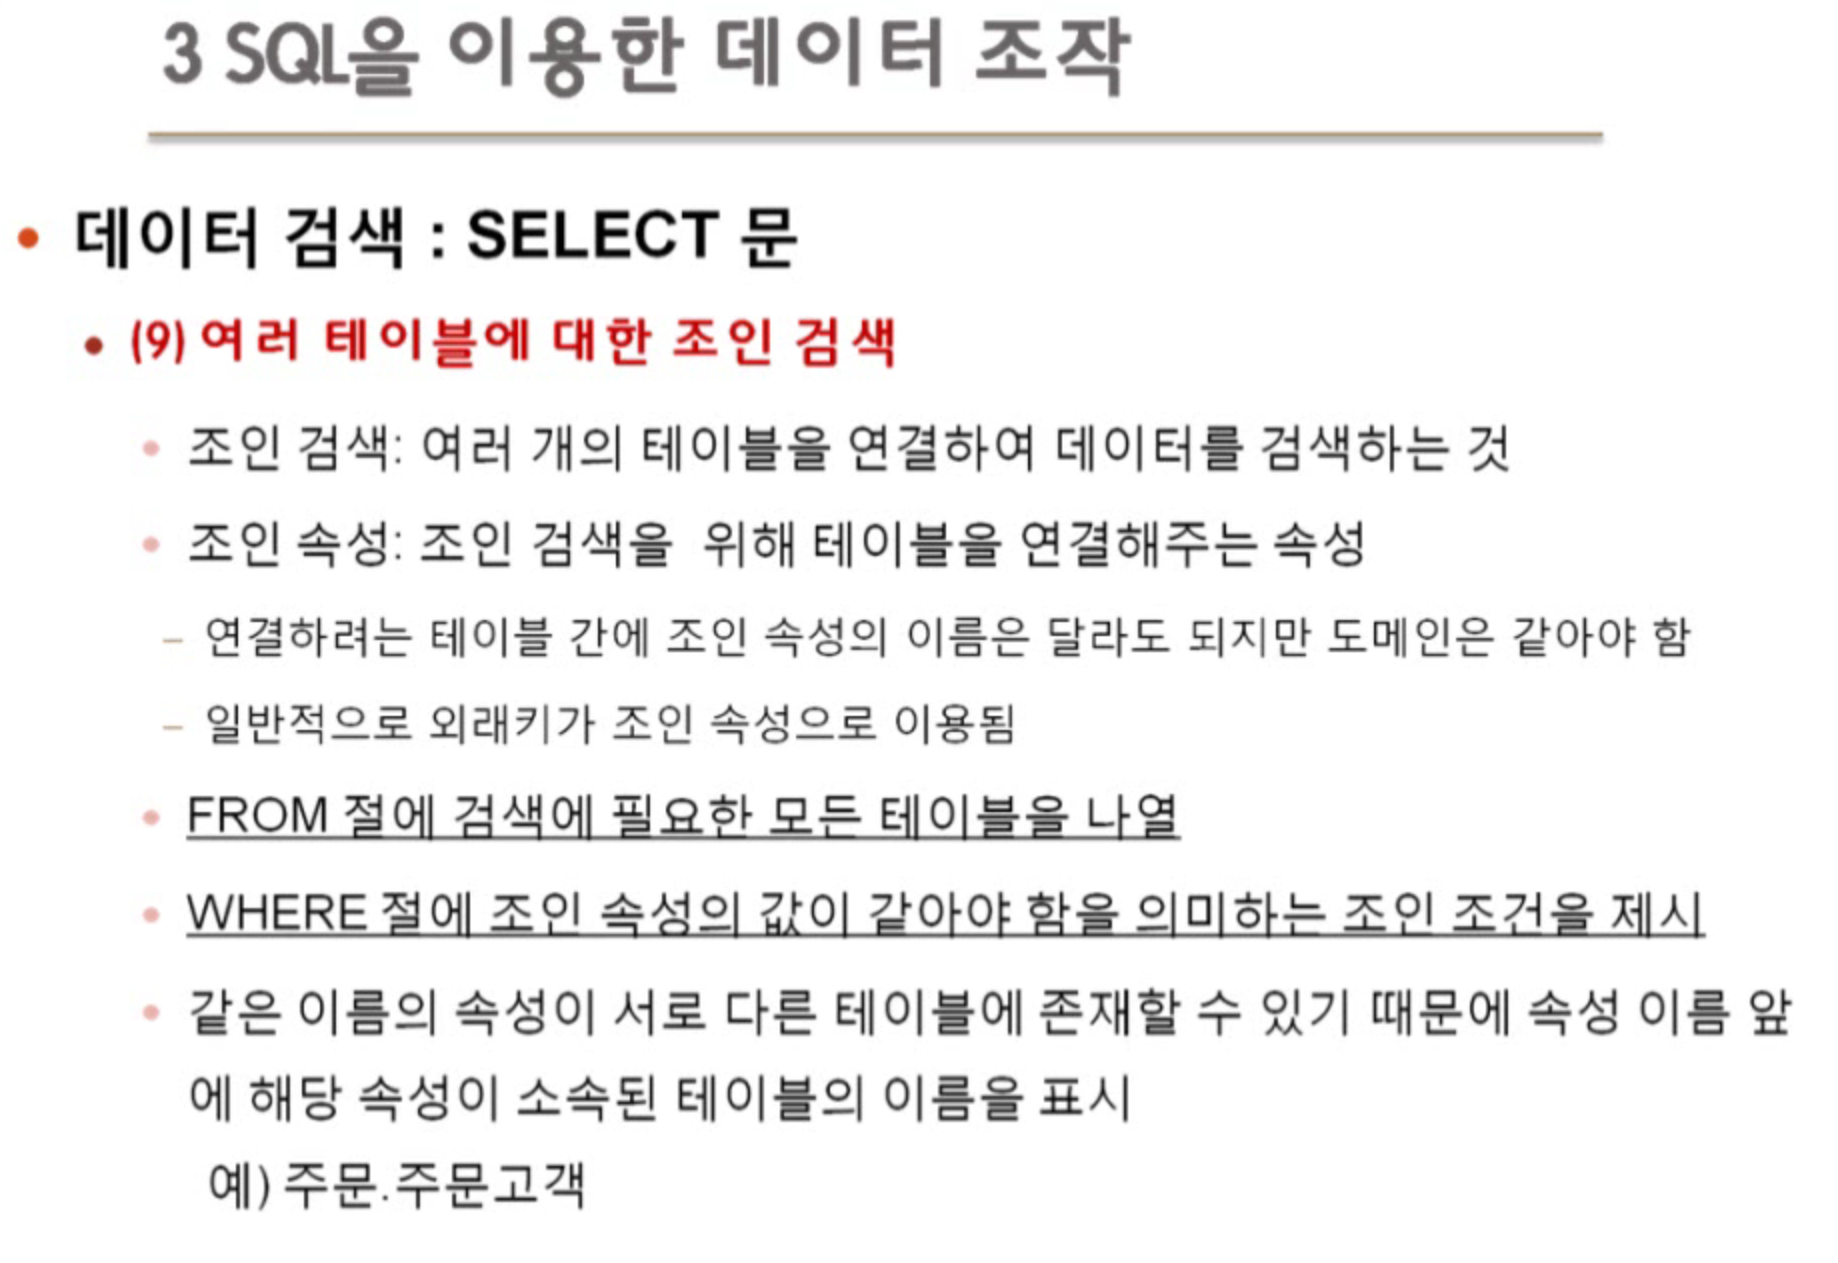 3 SQL을 이용한 데이터 조작
• 데이터 검색 : SELECT 문
• (9) 여러 테이블에 대한 조인 검색
• 조인 검색: 여러 개의 테이블을 연결하여 데이터를 검색하는 것
• 조인 속성: 조인 검색을 위해 테이블을 연결해주는 속성
– 연결하려는 테이블 간에 조인 속성의 이름은 달라도 되지만 도메인은 같아야 함
– 일반적으로 외래키가 조인 속성으로 이용됨
• FROM 절에 검색에 필요한 모든 테이블을 나열
• WHERE 절에 조인 속성의 값이 같아야 함을 의미하는 조인 조건을 제시
• 같은 이름의 속성이 서로 다른 테이블에 존재할 수 있기 때문에 속성 이름 앞
에 해당 속성이 소속된 테이블의 이름을 표시
예) 주문.주문고객